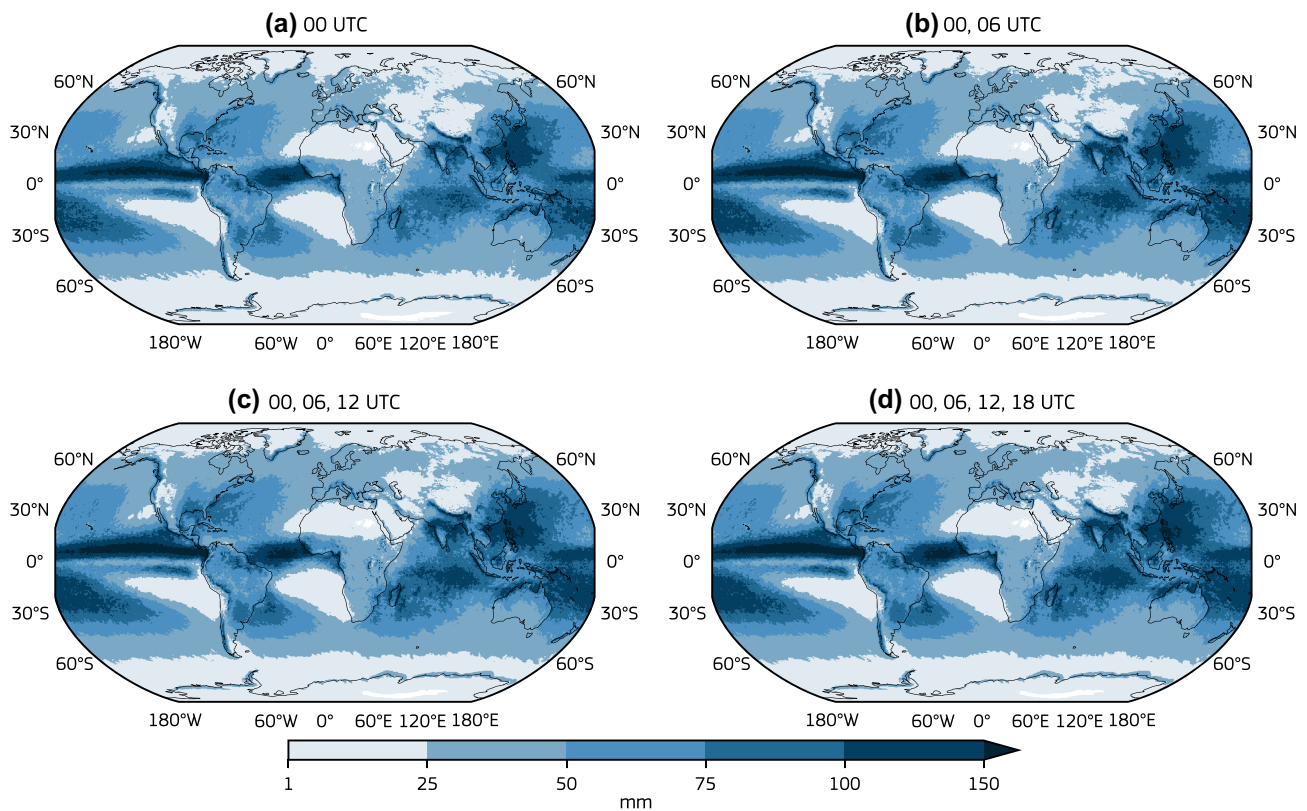 (a) 00 UTC
(b) 00, 06 UTC
60°N 60°N 60°N 60°N
30°N 30°N 30°N 30°N
0° 0° 0° 0°
30°S 30°S 30°S 30°S
60°S 60°S 60°S 60°S
180°W 60°W 0° 60°E 120°E 180°E 180°W 60°W 0° 60°E 120°E 180°E
(c) 00, 06, 12 UTC
(d) 00, 06, 12, 18 UTC
60°N 60°N 60°N 60°N
30°N 30°N 30°N 30°N
0° 0° 0° 0°
30°S 30°S 30°S 30°S
60°S 60°S 60°S 60°S
180°W 60°W 0° 60°E 120°E 180°E 180°W 60°W 0° 60°E 120°E 180°E
1 25 50 75 100 150
mm